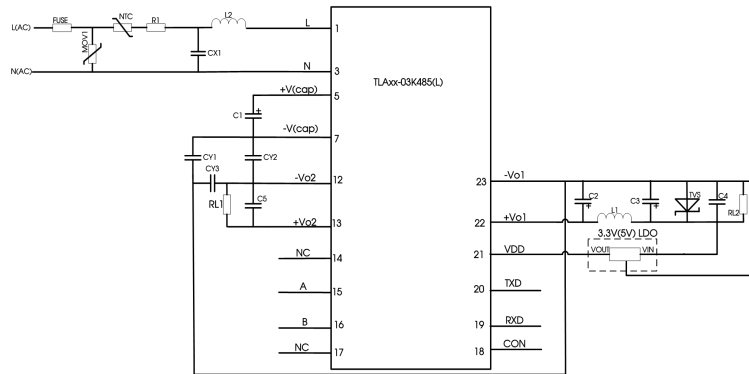 L(AC)
FUSE
NTC
R1
L2
L
1
MOV1
CX1
N(AC)
N
3
TLAxx-03K485(L)
+V(cap)
5
C1
+
-V(cap)
7
CY1
CY2
CY3
-Vo2
12
RL1
C5
+Vo2
13
NC
14
A
15
B
16
NC
17
23
-Vo1
C2
+
L1
C3
+
TVS
C4
RL2
22
+Vo1
3.3V(5V) LDO
21
VDD
VOUT
VIN
20
TXD
19
RXD
18
CON